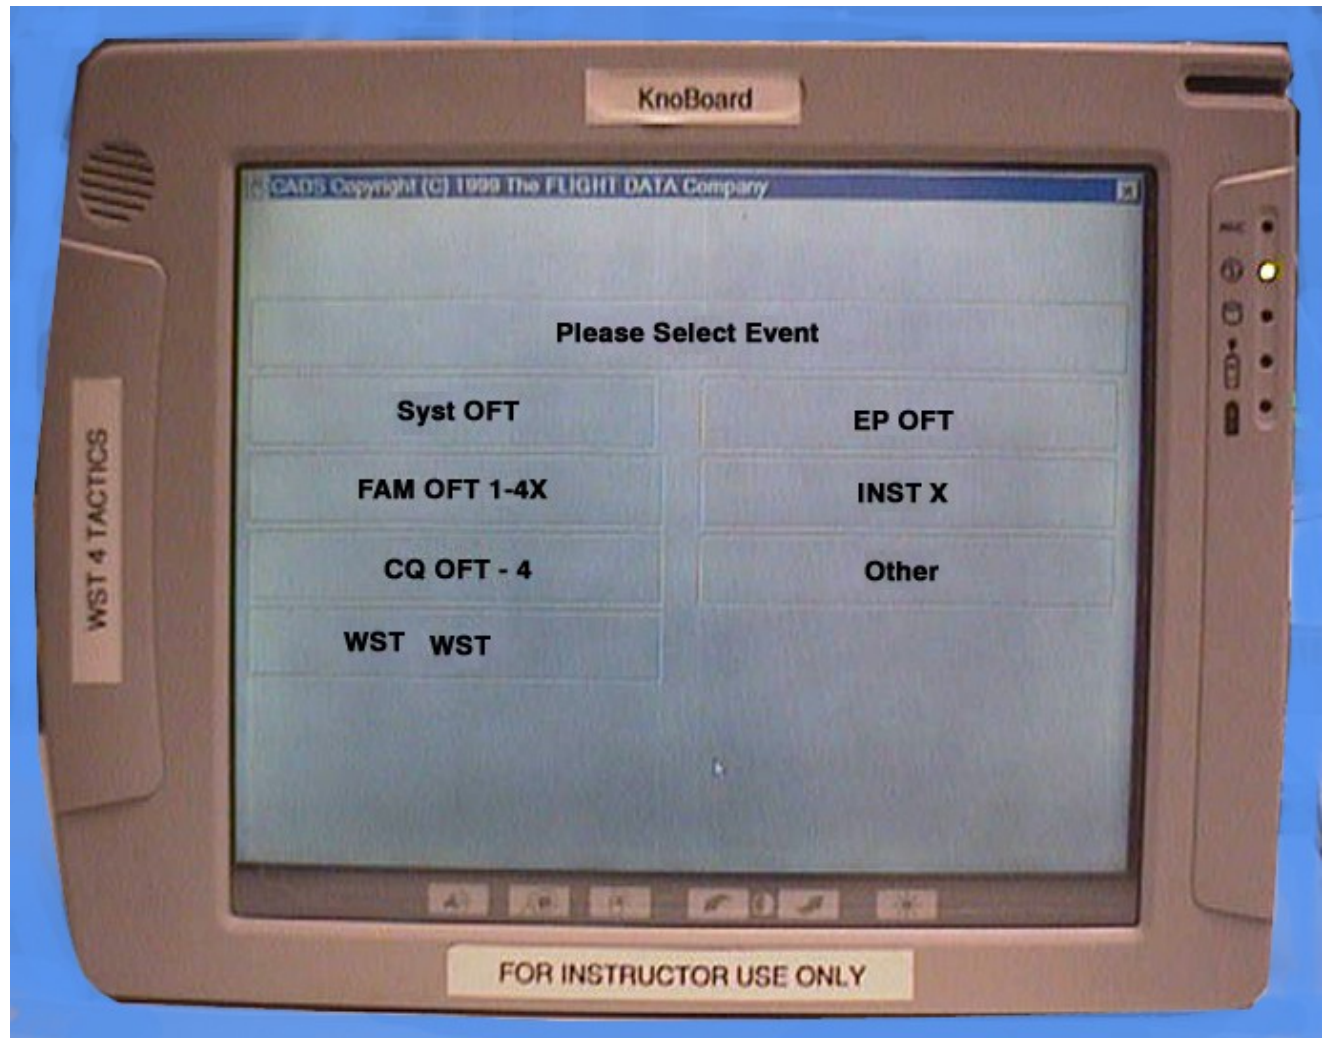 KnoBoard
CADS Copyright (C) 1999 The FLIGHT DATA Company
Please Select Event
Syst OFT
EP OFT
FAM OFT 1-4X
INST X
CQ OFT - 4
Other
WST WST
WST 4 TACTICS
FOR INSTRUCTOR USE ONLY